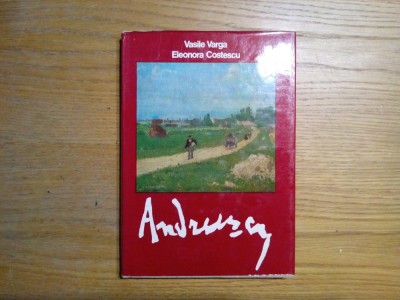 Vasile Varga
Eleonora Costescu
Andreescu